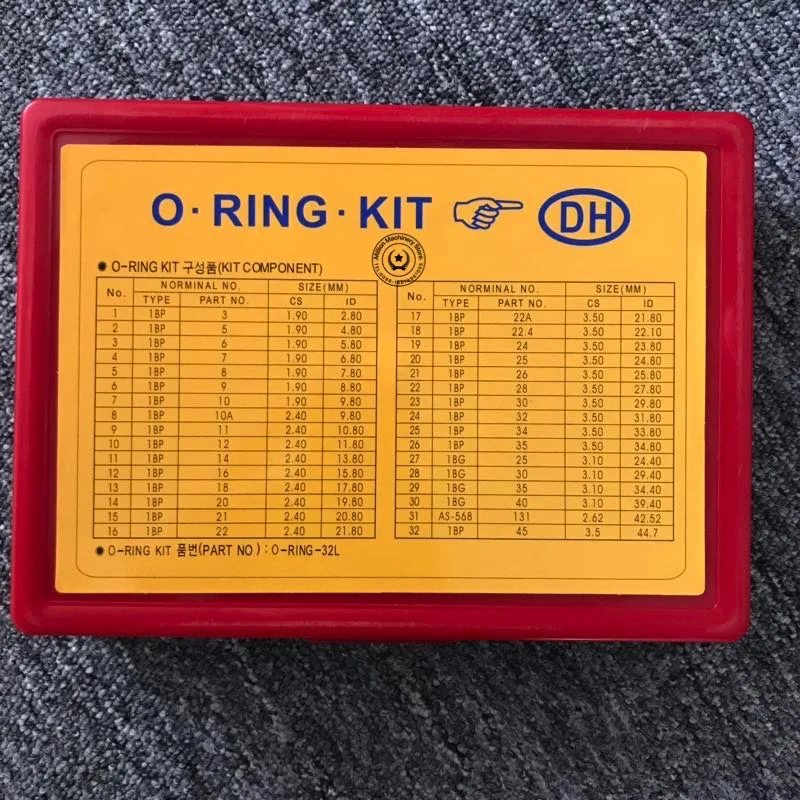 O·RING·KIT DH
Million Machinery Store
● O-RING KIT 구성품(KIT COMPONENT)
No. NORMINAL NO. SIZE(MM)
TYPE PART NO. CS ID
1 1BP 3 1.90 2.80
2 1BP 5 1.90 4.80
3 1BP 6 1.90 5.80
4 1BP 7 1.90 6.80
5 1BP 8 1.90 7.80
6 1BP 9 1.90 8.80
7 1BP 10 1.90 9.80
8 1BP 10A 2.40 9.80
9 1BP 11 2.40 10.80
10 1BP 12 2.40 11.80
11 1BP 14 2.40 13.80
12 1BP 16 2.40 15.80
13 1BP 18 2.40 17.80
14 1BP 20 2.40 19.80
15 1BP 21 2.40 20.80
16 1BP 22 2.40 21.80
No. NORMINAL NO. SIZE(MM)
TYPE PART NO. CS ID
17 1BP 22A 3.50 21.80
18 1BP 22.4 3.50 22.10
19 1BP 24 3.50 23.80
20 1BP 25 3.50 24.80
21 1BP 26 3.50 25.80
22 1BP 28 3.50 27.80
23 1BP 30 3.50 29.80
24 1BP 32 3.50 31.80
25 1BP 34 3.50 33.80
26 1BP 35 3.50 34.80
27 1BG 25 3.10 24.40
28 1BG 30 3.10 29.40
29 1BG 35 3.10 34.40
30 1BG 40 3.10 39.40
31 AS-568 131 2.62 42.52
32 1BP 45 3.5 44.7
● O-RING KIT 품번(PART NO) : O-RING-32L